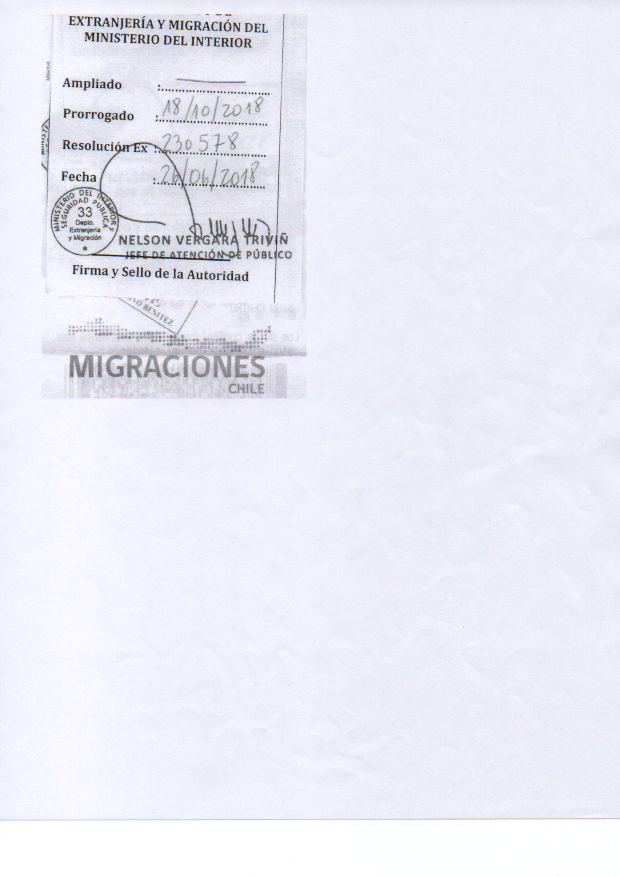 EXTRANJERÍA Y MIGRACIÓN DEL
MINISTERIO DEL INTERIOR
Ampliado :
Prorrogado : 18/10/2018
Resolución Ex : 230578
Fecha : 26/06/2018
MINISTERIO DEL INTERIOR Y SEGURIDAD PÚBLICA
33
Depto.
Extranjería
y Migración
NELSON VERGARA TRIVIÑ
JEFE DE ATENCIÓN DE PÚBLICO
Firma y Sello de la Autoridad
BENITEZ
MIGRACIONES
CHILE